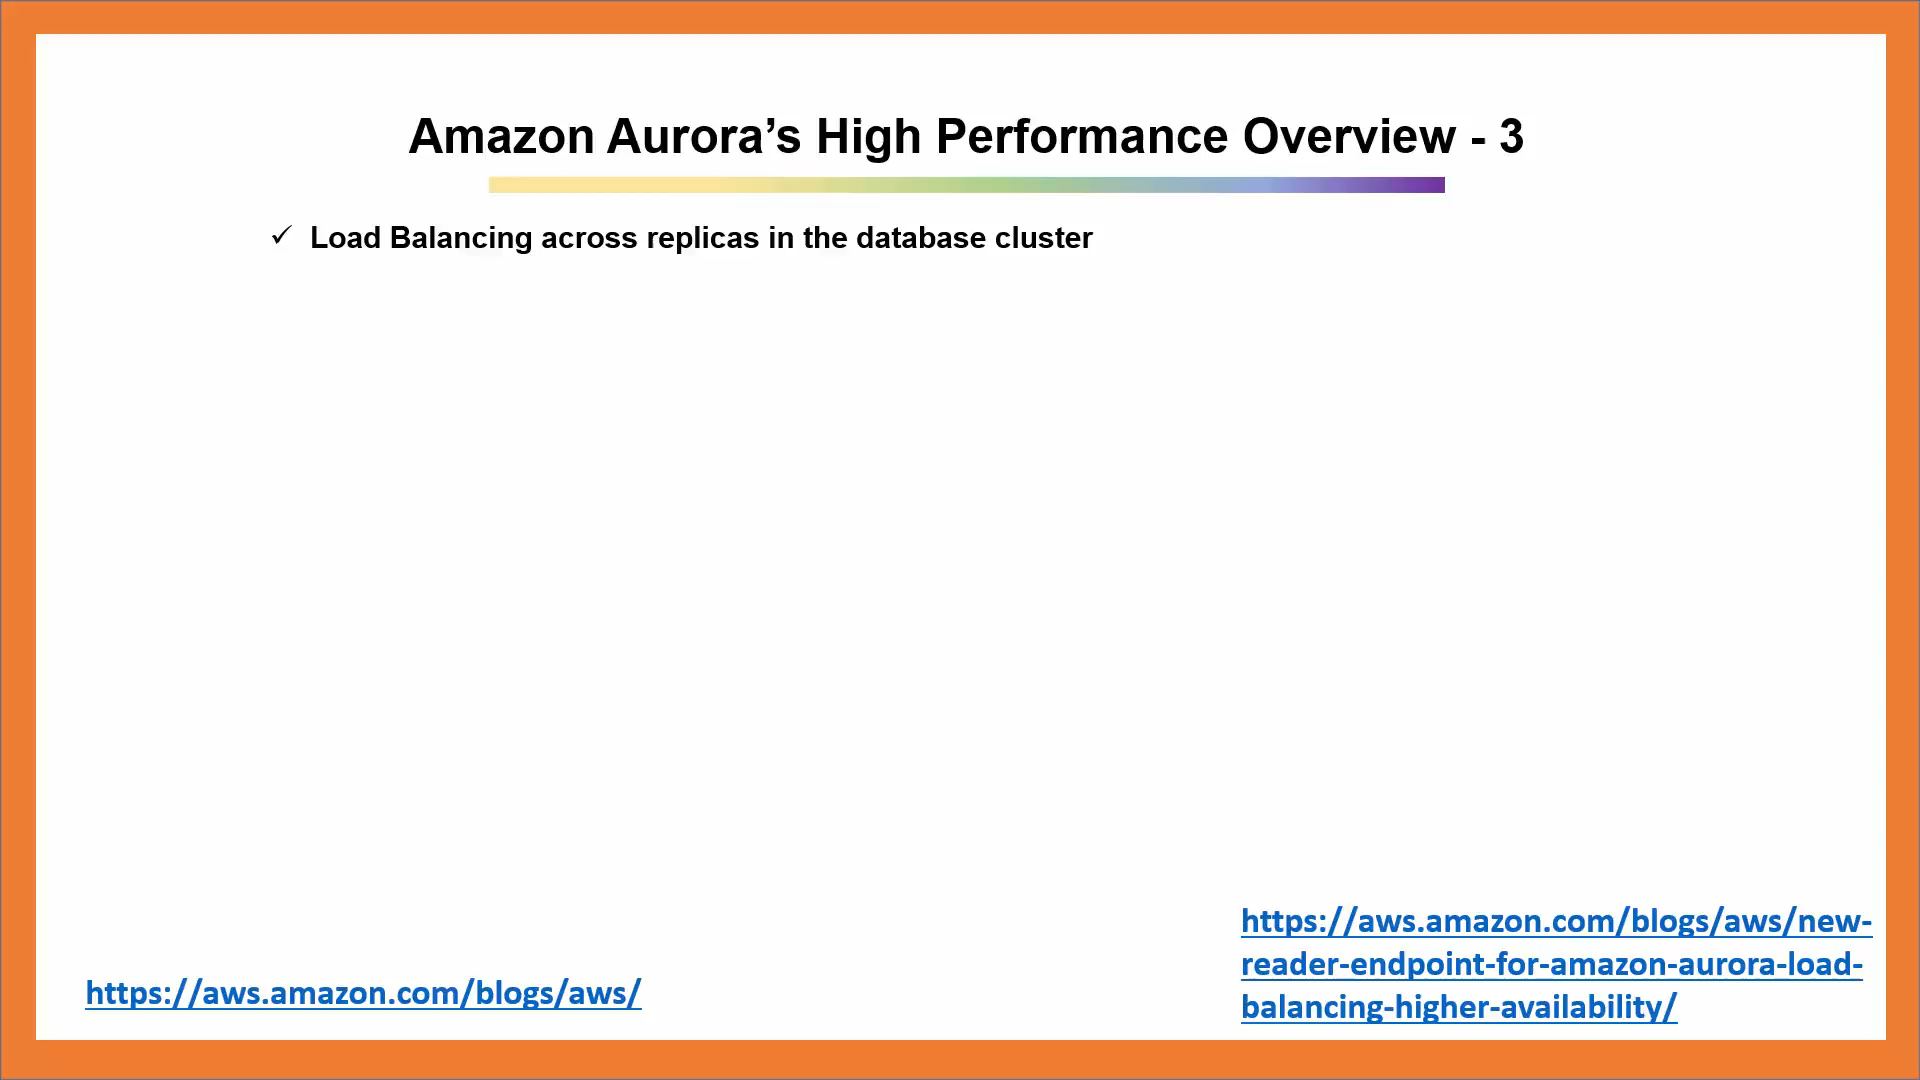 Amazon Aurora’s High Performance Overview - 3
✓ Load Balancing across replicas in the database cluster
https://aws.amazon.com/blogs/aws/
https://aws.amazon.com/blogs/aws/new-
reader-endpoint-for-amazon-aurora-load-
balancing-higher-availability/